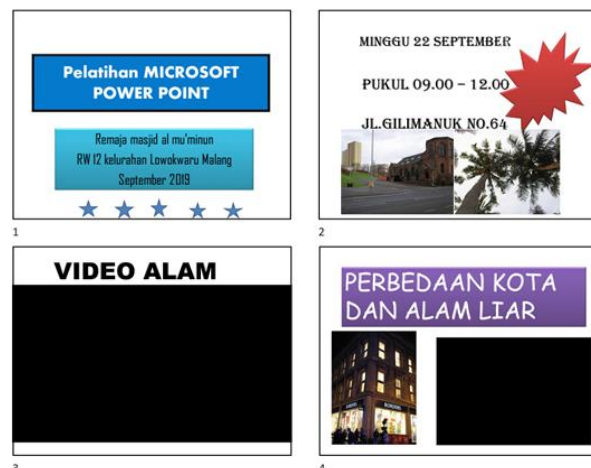 Pelatihan MICROSOFT
POWER POINT
Remaja masjid al mu'minun
RW 12 kelurahan Lowokwaru Malang
September 2019
1
MINGGU 22 SEPTEMBER
PUKUL 09.00 – 12.00
JL.GILIMANUK NO.64
2
VIDEO ALAM
3
PERBEDAAN KOTA
DAN ALAM LIAR
4